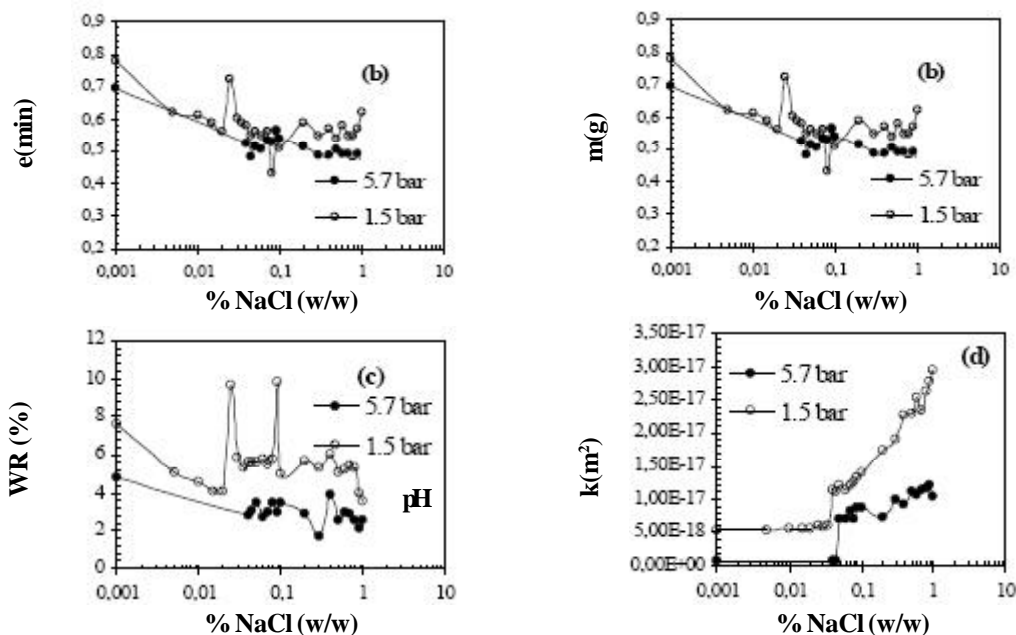 0,9
0,8
0,7
0,6
0,5
0,4
0,3
0,2
e(min)
(b)
5.7 bar
1.5 bar
0,001 0,01 0,1 1 10
% NaCl (w/w)
0,9
0,8
0,7
0,6
0,5
0,4
0,3
0,2
m(g)
(b)
5.7 bar
1.5 bar
0,001 0,01 0,1 1 10
% NaCl (w/w)
12
10
8
6
4
2
0
WR (%)
(c)
5.7 bar
1.5 bar
pH
0,001 0,01 0,1 1 10
% NaCl (w/w)
3,50E-17
3,00E-17
2,50E-17
2,00E-17
1,50E-17
1,00E-17
5,00E-18
0,00E+00
k(m²)
(d)
5.7 bar
1.5 bar
0,001 0,01 0,1 1 10
% NaCl (w/w)